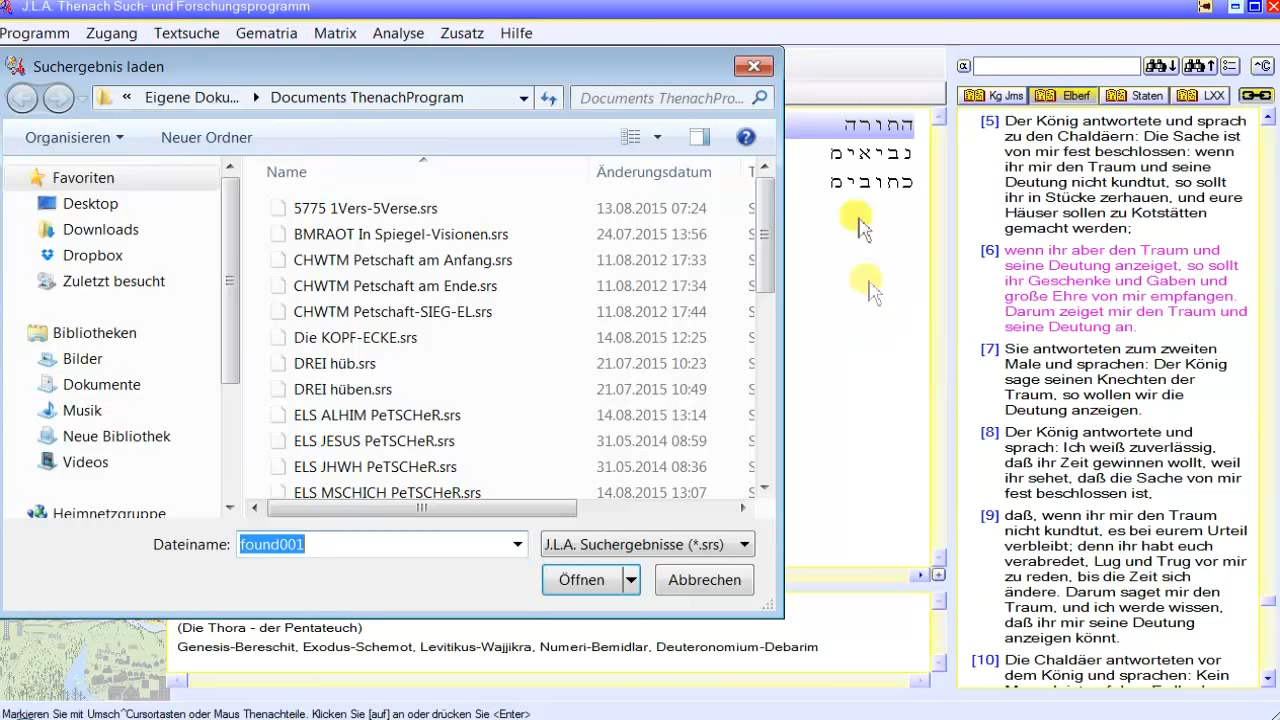 J.L.A. Thenach Such- und Forschungsprogramm
Programm Zugang Textsuche Gematria Matrix Analyse Zusatz Hilfe
Suchergebnis laden
« Eigene Doku... Documents ThenachProgram
Documents ThenachPro...
Organisieren Neuer Ordner
Favoriten
Desktop
Downloads
Dropbox
Zuletzt besucht
Bibliotheken
Bilder
Dokumente
Musik
Neue Bibliothek
Videos
Heimnetzgruppe
Name Änderungsdatum T
5775 1Vers-5Verse.srs 13.08.2015 07:24 S
BMRAOT In Spiegel-Visionen.srs 24.07.2015 13:56 S
CHWTM Petschaft am Anfang.srs 11.08.2012 17:33 S
CHWTM Petschaft am Ende.srs 11.08.2012 17:34 S
CHWTM Petschaft-SIEG-EL.srs 11.08.2012 17:44 S
Die KOPF-ECKE.srs 14.08.2015 12:25 S
DREI hüb.srs 21.07.2015 10:23 S
DREI hüben.srs 21.07.2015 10:49 S
ELS ALHIM PeTSCHeR.srs 14.08.2015 13:14 S
ELS JESUS PeTSCHeR.srs 31.05.2014 08:59 S
ELS JHWH PeTSCHeR.srs 31.05.2014 08:36 S
ELS MSCHICH PeTSCHeR.srs 14.08.2015 13:07 S
Dateiname: found001 J.L.A. Suchergebnisse (*.srs)
Öffnen Abbrechen
התורה
נביאימ
כתובימ
α ^C
Kg Jms Elberf Staten LXX
[5] Der König antwortete und sprach
zu den Chaldäern: Die Sache ist
von mir fest beschlossen: wenn
ihr mir den Traum und seine
Deutung nicht kundtut, so sollt
ihr in Stücke zerhauen, und eure
Häuser sollen zu Kotstätten
gemacht werden;
[6] wenn ihr aber den Traum und
seine Deutung anzeiget, so sollt
ihr Geschenke und Gaben und
große Ehre von mir empfangen.
Darum zeiget mir den Traum und
seine Deutung an.
[7] Sie antworteten zum zweiten
Male und sprachen: Der König
sage seinen Knechten der
Traum, so wollen wir die
Deutung anzeigen.
[8] Der König antwortete und
sprach: Ich weiß zuverlässig,
daß ihr Zeit gewinnen wollt, weil
ihr sehet, daß die Sache von mir
fest beschlossen ist,
[9] daß, wenn ihr mir den Traum
nicht kundtut, es bei eurem Urteil
verbleibt; denn ihr habt euch
verabredet, Lug und Trug vor mir
zu reden, bis die Zeit sich
ändere. Darum saget mir den
Traum, und ich werde wissen,
daß ihr mir seine Deutung
anzeigen könnt.
[10] Die Chaldäer antworteten vor
dem König und sprachen: Kein
(Die Thora - der Pentateuch)
Genesis-Bereschit, Exodus-Schemot, Levitikus-Wajjikra, Numeri-Bemidlar, Deuteronomium-Debarim
Markieren Sie mit Umsch^Cursortasten oder Maus Thenachteile. Klicken Sie [auf] an oder drücken Sie <Enter>